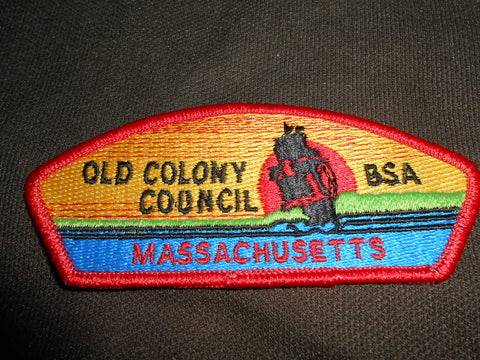 OLD COLONY BSA
COUNCIL
MASSACHUSETTS